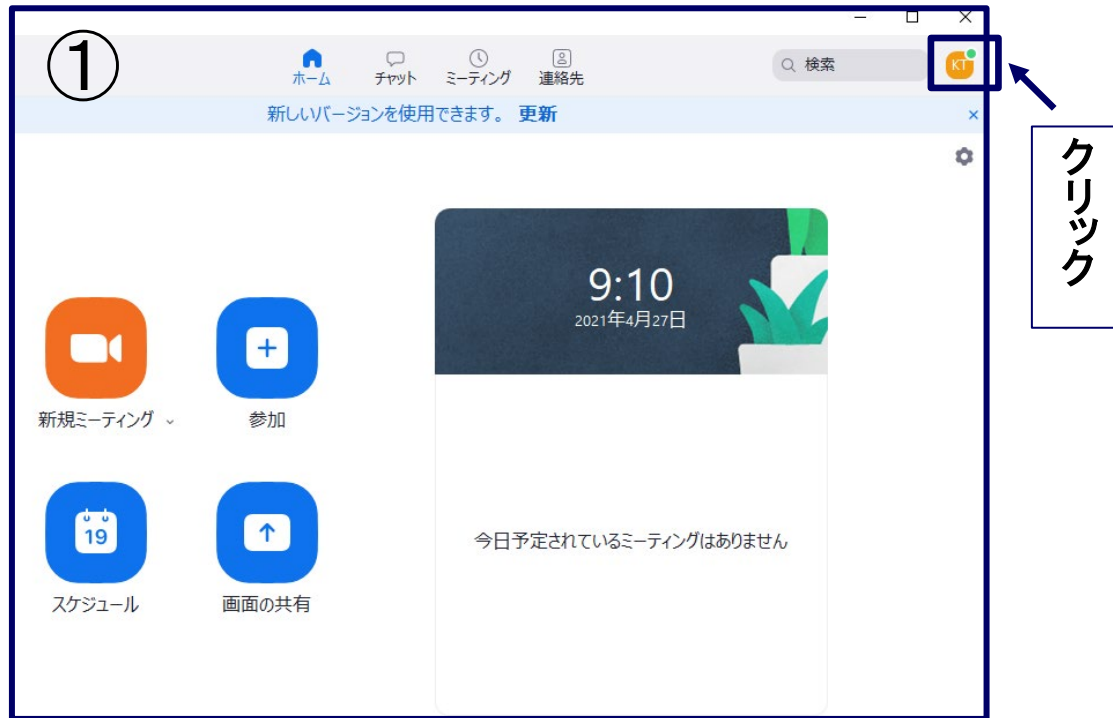 ①
ホーム チャット ミーティング 連絡先 検索 KT
新しいバージョンを使用できます。 更新
クリック
9:10
2021年4月27日
新規ミーティング 参加
19
今日予定されているミーティングはありません
スケジュール 画面の共有